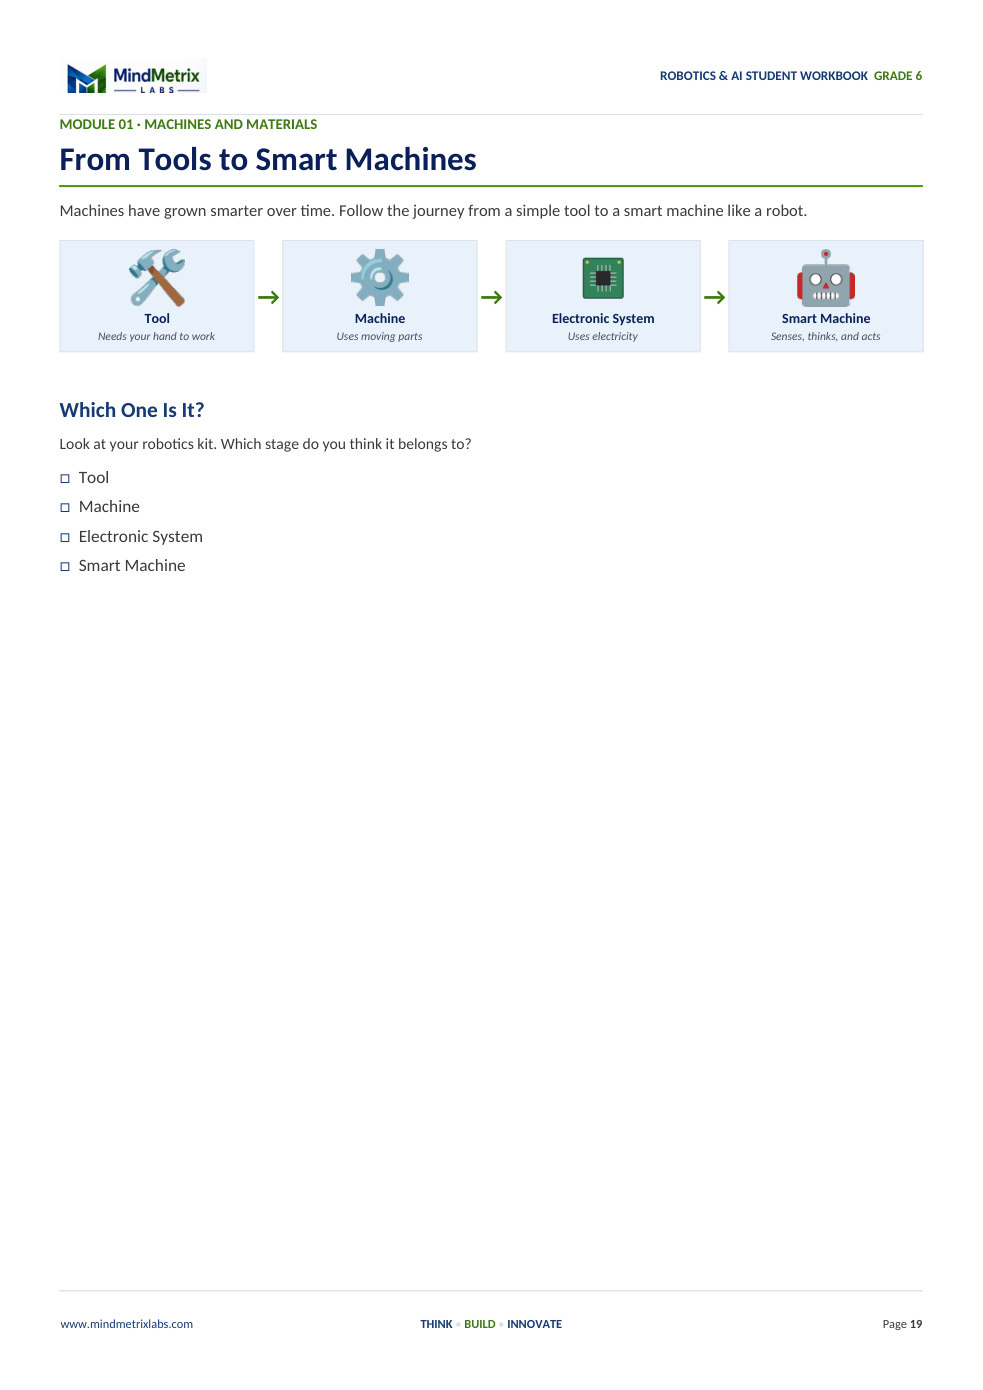 MindMetrix
LABS
ROBOTICS & AI STUDENT WORKBOOK GRADE 6
MODULE 01 · MACHINES AND MATERIALS
From Tools to Smart Machines
Machines have grown smarter over time. Follow the journey from a simple tool to a smart machine like a robot.
Tool
Needs your hand to work
→
Machine
Uses moving parts
→
Electronic System
Uses electricity
→
Smart Machine
Senses, thinks, and acts
Which One Is It?
Look at your robotics kit. Which stage do you think it belongs to?
☐ Tool
☐ Machine
☐ Electronic System
☐ Smart Machine
www.mindmetrixlabs.com
THINK • BUILD • INNOVATE
Page 19